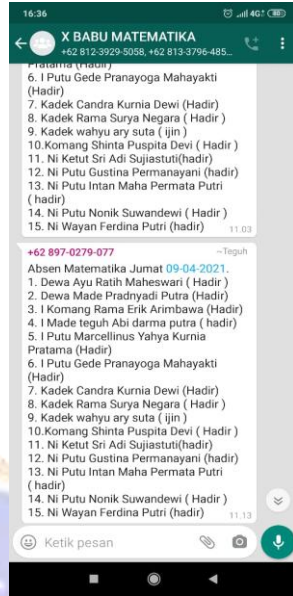 16:36
X BABU MATEMATIKA
+62 812-3929-5058, +62 813-3796-485...
Pratama (Hadir)
6. I Putu Gede Pranayoga Mahayakti
(Hadir)
7. Kadek Candra Kurnia Dewi (Hadir)
8. Kadek Rama Surya Negara ( Hadir )
9. Kadek wahyu ary suta ( ijin )
10.Komang Shinta Puspita Devi ( Hadir )
11. Ni Ketut Sri Adi Sujiastuti(hadir)
12. Ni Putu Gustina Permanayani (hadir)
13. Ni Putu Intan Maha Permata Putri
( hadir )
14. Ni Putu Nonik Suwandewi ( Hadir )
15. Ni Wayan Ferdina Putri (hadir)
11.03
+62 897-0279-077 ~Teguh
Absen Matematika Jumat 09-04-2021.
1. Dewa Ayu Ratih Maheswari ( Hadir )
2. Dewa Made Pradnyadi Putra (Hadir)
3. I Komang Rama Erik Arimbawa (Hadir)
4. I Made teguh Abi darma putra ( hadir)
5. I Putu Marcellinus Yahya Kurnia
Pratama (Hadir)
6. I Putu Gede Pranayoga Mahayakti
(Hadir)
7. Kadek Candra Kurnia Dewi (Hadir)
8. Kadek Rama Surya Negara ( Hadir )
9. Kadek wahyu ary suta ( ijin )
10.Komang Shinta Puspita Devi ( Hadir )
11. Ni Ketut Sri Adi Sujiastuti(hadir)
12. Ni Putu Gustina Permanayani (hadir)
13. Ni Putu Intan Maha Permata Putri
( hadir )
14. Ni Putu Nonik Suwandewi ( Hadir )
15. Ni Wayan Ferdina Putri (hadir)
11.13
Ketik pesan